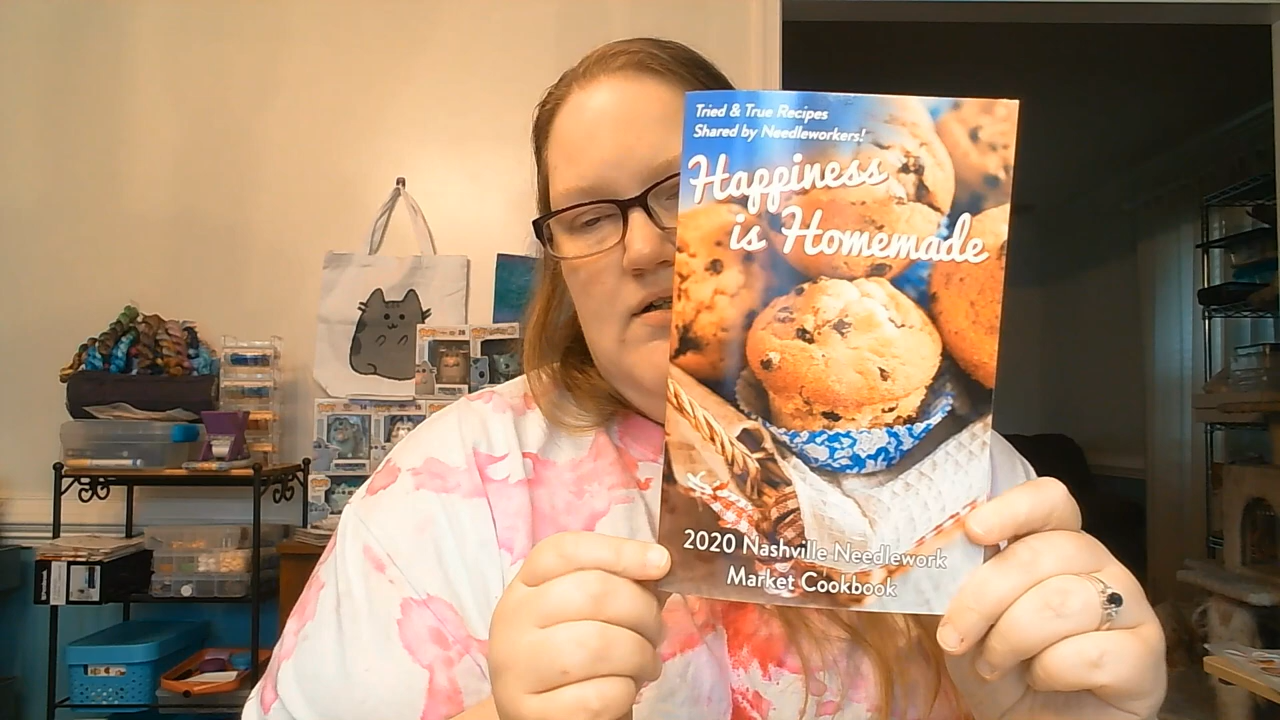 Tried & True Recipes
Shared by Needleworkers!
Happiness
is Homemade
2020 Nashville Needlework
Market Cookbook